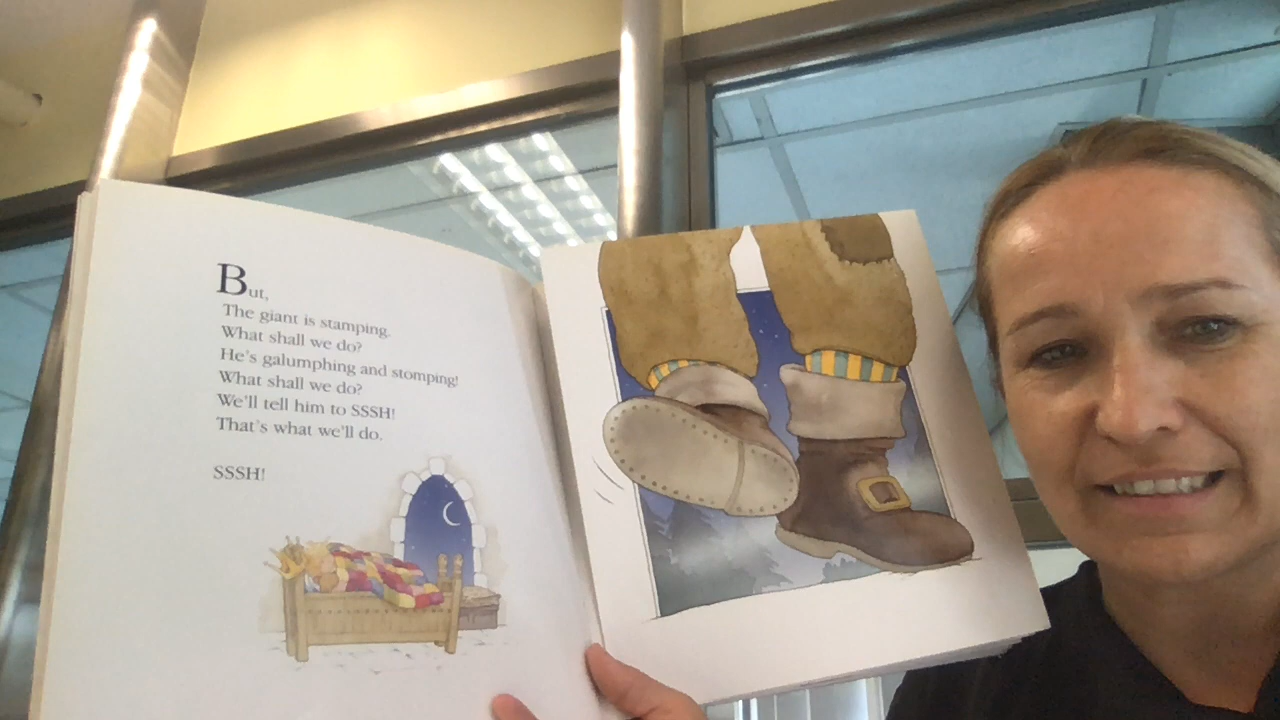 But,
The giant is stamping.
What shall we do?
He's galumphing and stomping!
What shall we do?
We'll tell him to SSSH!
That's what we'll do.
SSSH!